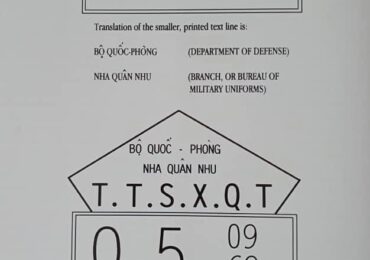 Translation of the smaller, printed text line is:
BỘ QUỐC-PHÒNG (DEPARTMENT OF DEFENSE)
NHA QUÂN NHU (BRANCH, OR BUREAU OF
MILITARY UNIFORMS)
BỘ QUỐC - PHÒNG
NHA QUÂN NHU
T.T.S.X.Q.T
0 5 09